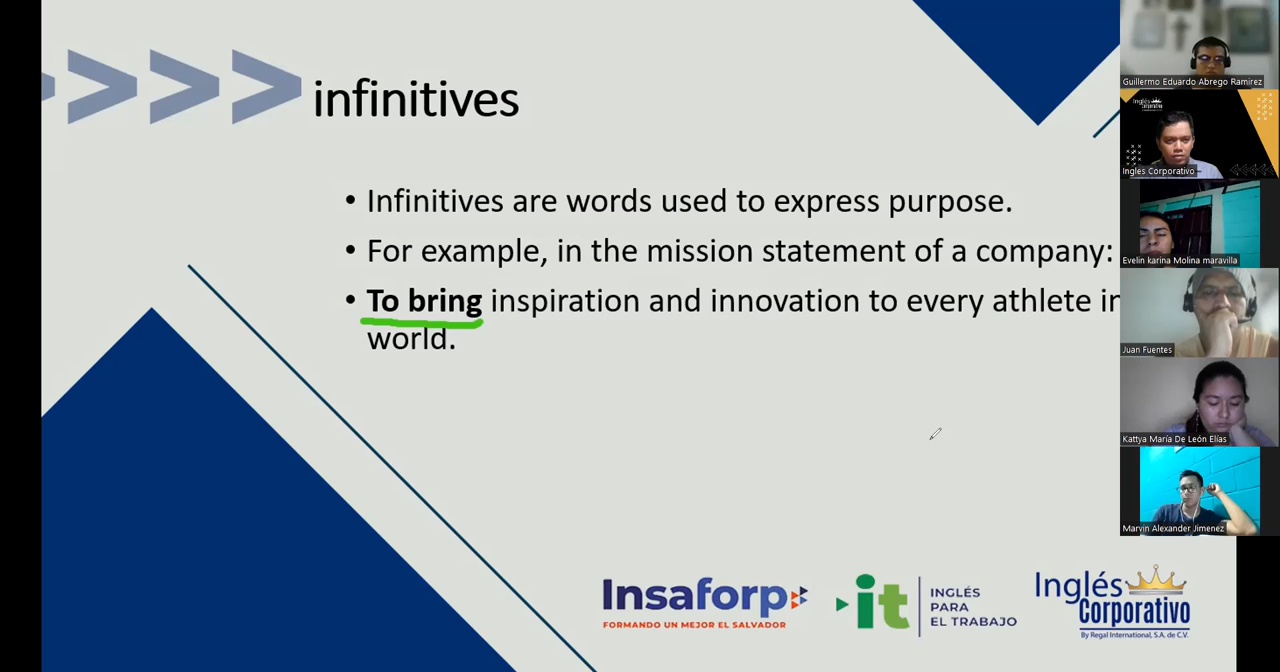 infinitives
• Infinitives are words used to express purpose.
• For example, in the mission statement of a company:
• To bring inspiration and innovation to every athlete in
world.
Guillermo Eduardo Abrego Ramirez
Inglés
Corporativo
Ingles Corporativo
Evelin karina Molina maravilla
Juan Fuentes
Kattya María De León Elías
Marvin Alexander Jimenez
Insaforp
FORMANDO UN MEJOR EL SALVADOR
it
INGLÉS
PARA
EL TRABAJO
Inglés
Corporativo
By Regal International, S.A. de C.V.